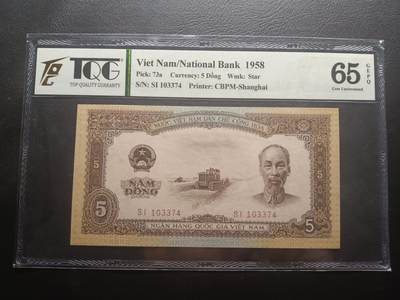 TQG
TOP QUALITY GUARANTY
Viet Nam/National Bank 1958
Pick: 73a Currency: 5 Dồng Wmk: Star
S/N: SI 103374 Printer: CBPM-Shanghai
65 GEPQ
Gem Uncirculated
VIỆT NAM DÂN CHỦ CỘNG HÒA
5
NĂM ĐỒNG
SI 103374 SI 103374
5 5
NGÂN HÀNG QUỐC GIA VIỆT NAM